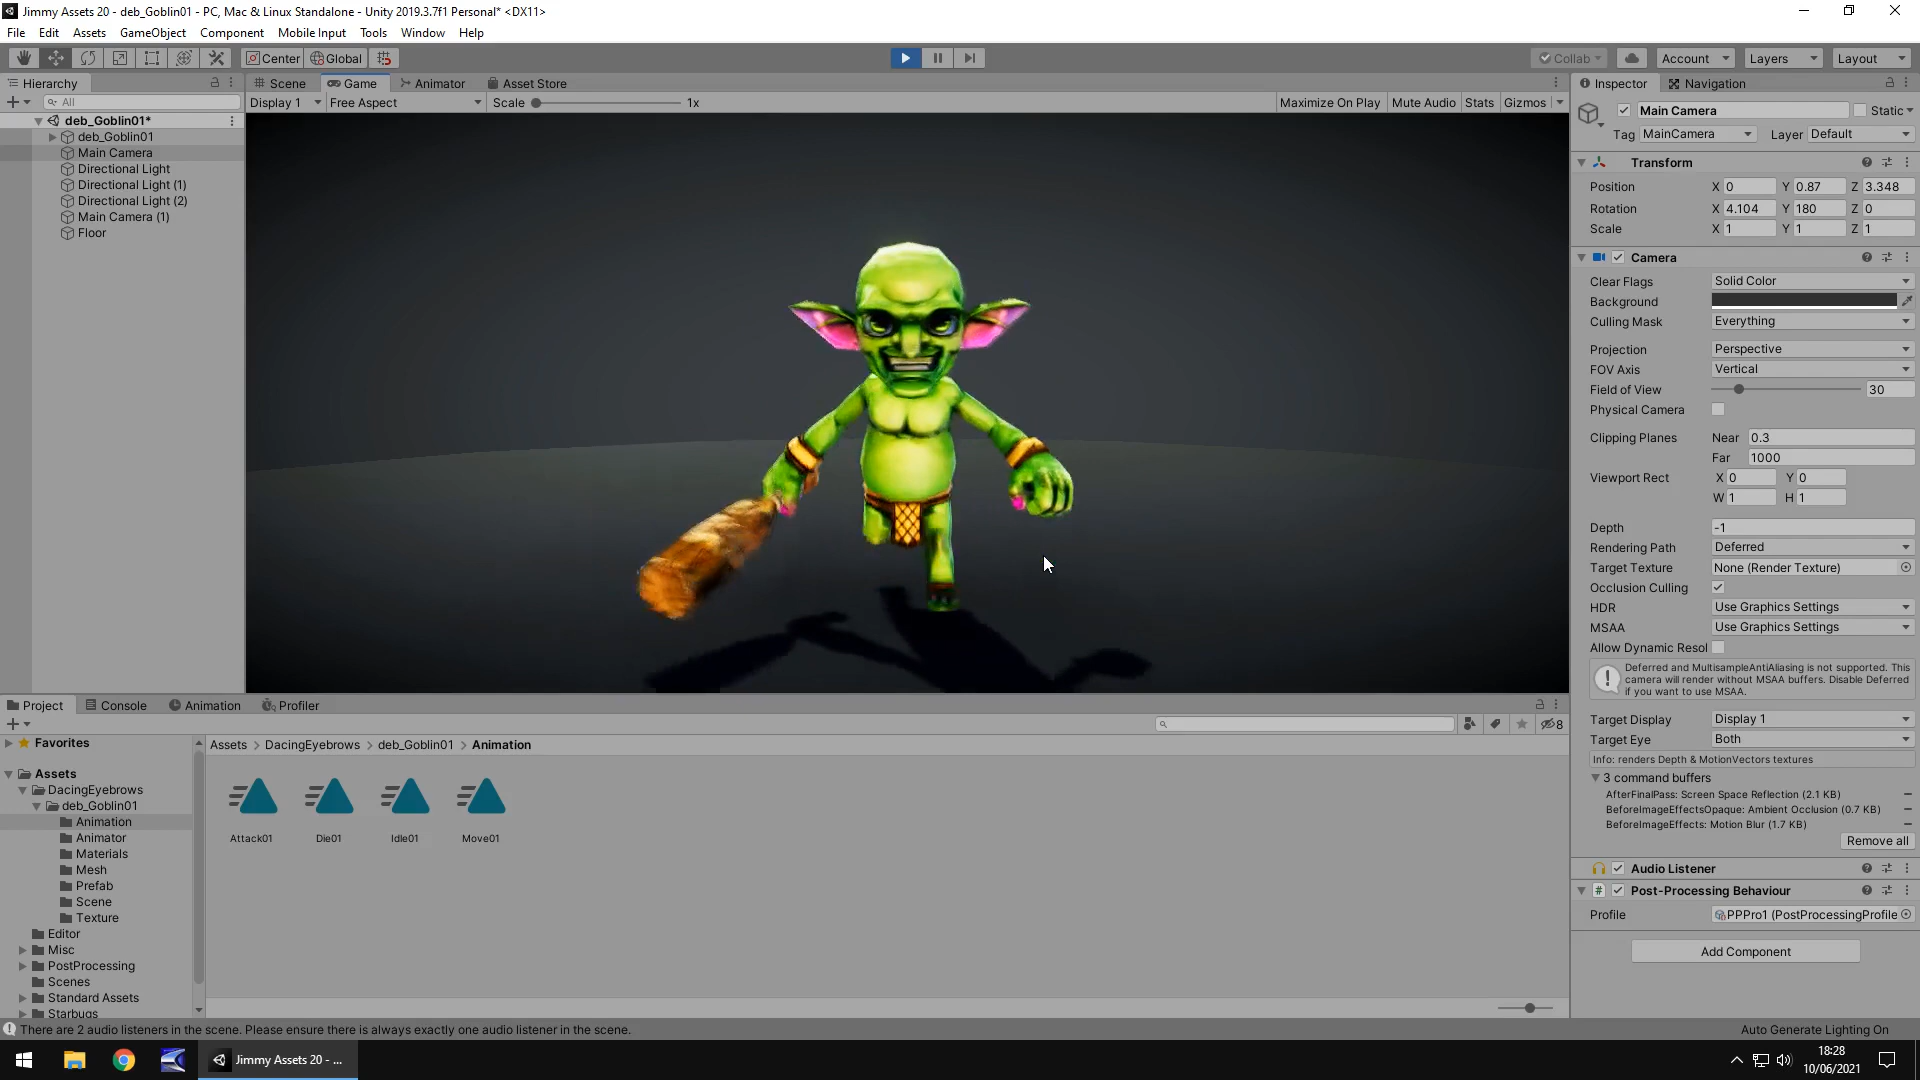 Jimmy Assets 20 - deb_Goblin01 - PC, Mac & Linux Standalone - Unity 2019.3.7f1 Personal* <DX11>
File Edit Assets GameObject Component Mobile Input Tools Window Help
Center Global Collab Account Layers Layout
Hierarchy
All
deb_Goblin01*
deb_Goblin01
Main Camera
Directional Light
Directional Light (1)
Directional Light (2)
Main Camera (1)
Floor
Scene Game Animator Asset Store
Display 1 Free Aspect Scale 1x Maximize On Play Mute Audio Stats Gizmos
Inspector Navigation
Main Camera Static
Tag MainCamera Layer Default
Transform
Position X 0 Y 0.87 Z 3.348
Rotation X 4.104 Y 180 Z 0
Scale X 1 Y 1 Z 1
Camera
Clear Flags Solid Color
Background
Culling Mask Everything
Projection Perspective
FOV Axis Vertical
Field of View 30
Physical Camera
Clipping Planes Near 0.3
Far 1000
Viewport Rect X 0 Y 0
W 1 H 1
Depth -1
Rendering Path Deferred
Target Texture None (Render Texture)
Occlusion Culling
HDR Use Graphics Settings
MSAA Use Graphics Settings
Allow Dynamic Resol
Deferred and MultisampleAntiAliasing is not supported. This
camera will render without MSAA buffers. Disable Deferred
if you want to use MSAA.
Target Display Display 1
Target Eye Both
Info: renders Depth & MotionVectors textures
3 command buffers
AfterFinalPass: Screen Space Reflection (2.1 KB)
BeforeImageEffectsOpaque: Ambient Occlusion (0.7 KB)
BeforeImageEffects: Motion Blur (1.7 KB)
Remove all
Audio Listener
Post-Processing Behaviour
Profile PPPro1 (PostProcessingProfile
Add Component
Project Console Animation Profiler
8
Favorites
Assets
DacingEyebrows
deb_Goblin01
Animation
Animator
Materials
Mesh
Prefab
Scene
Texture
Editor
Misc
PostProcessing
Scenes
Standard Assets
Starbugs
Assets > DacingEyebrows > deb_Goblin01 > Animation
Attack01 Die01 Idle01 Move01
There are 2 audio listeners in the scene. Please ensure there is always exactly one audio listener in the scene.
Auto Generate Lighting On
Jimmy Assets 20 - ...
18:28
10/06/2021